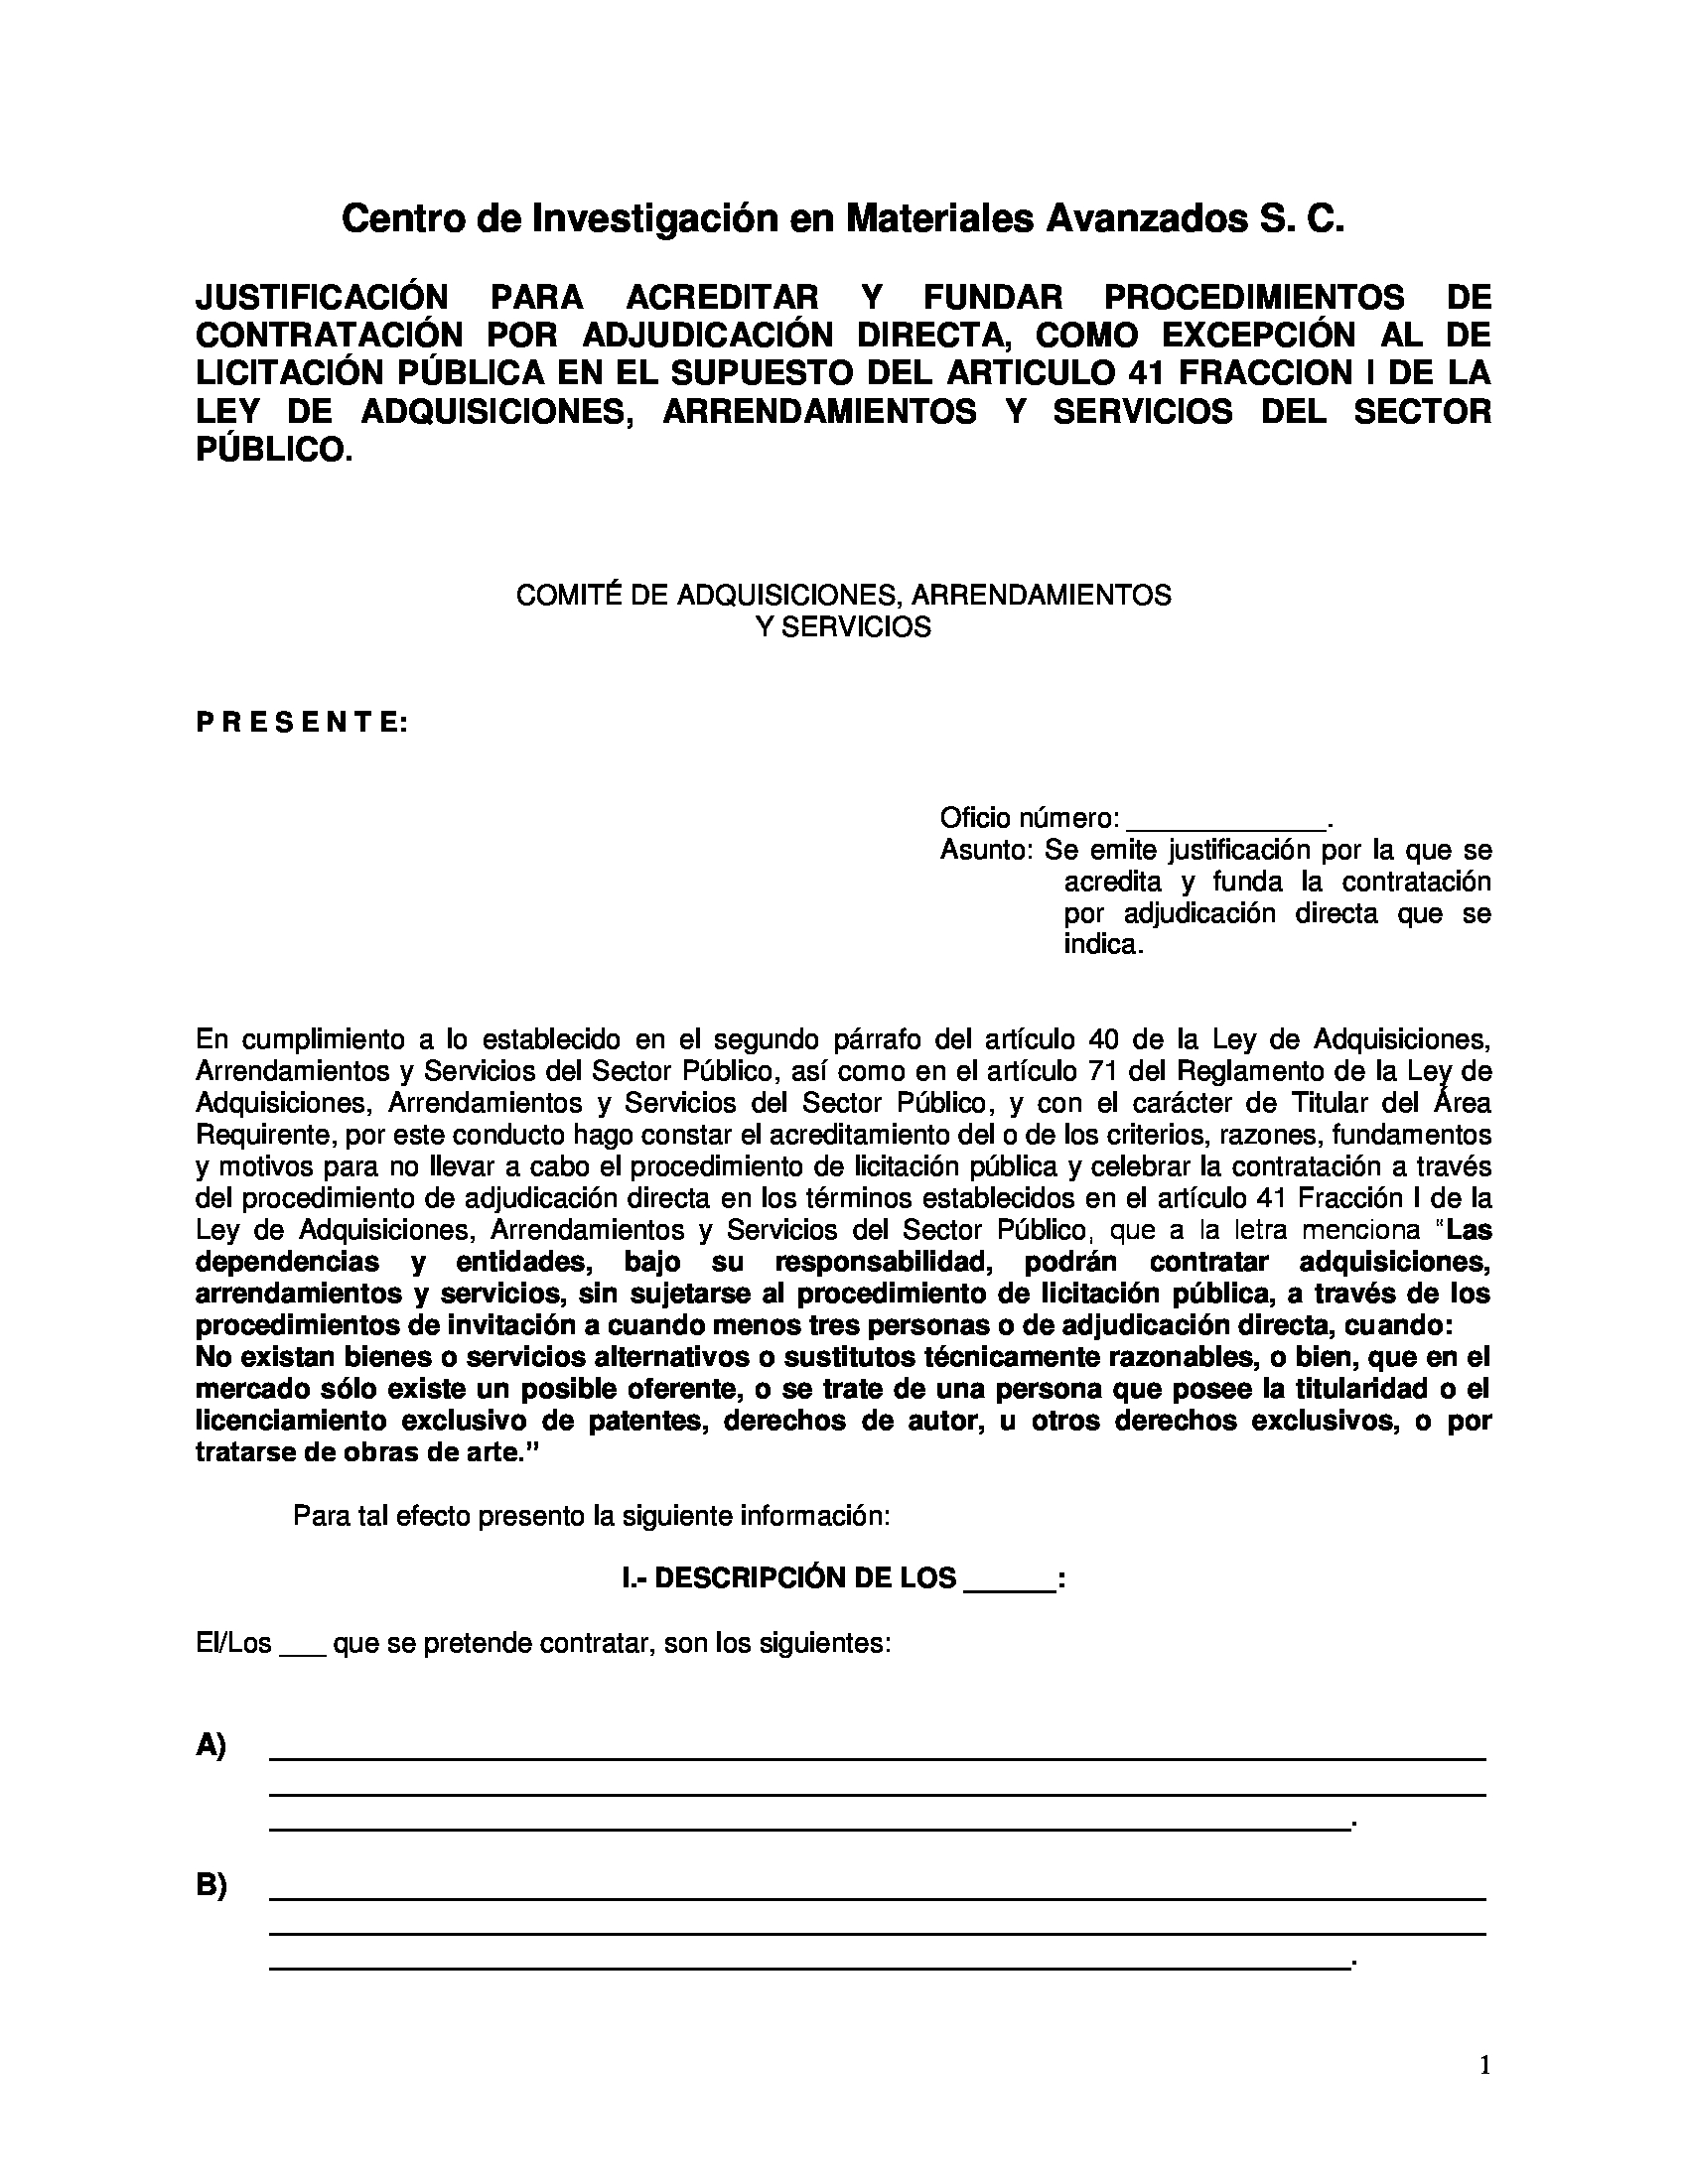 Centro de Investigación en Materiales Avanzados S. C.
JUSTIFICACIÓN PARA ACREDITAR Y FUNDAR PROCEDIMIENTOS DE
CONTRATACIÓN POR ADJUDICACIÓN DIRECTA, COMO EXCEPCIÓN AL DE
LICITACIÓN PÚBLICA EN EL SUPUESTO DEL ARTICULO 41 FRACCION I DE LA
LEY DE ADQUISICIONES, ARRENDAMIENTOS Y SERVICIOS DEL SECTOR
PÚBLICO.
COMITÉ DE ADQUISICIONES, ARRENDAMIENTOS
Y SERVICIOS
P R E S E N T E:
Oficio número: _____________.
Asunto: Se emite justificación por la que se
acredita y funda la contratación
por adjudicación directa que se
indica.
En cumplimiento a lo establecido en el segundo párrafo del artículo 40 de la Ley de Adquisiciones,
Arrendamientos y Servicios del Sector Público, así como en el artículo 71 del Reglamento de la Ley de
Adquisiciones, Arrendamientos y Servicios del Sector Público, y con el carácter de Titular del Área
Requirente, por este conducto hago constar el acreditamiento del o de los criterios, razones, fundamentos
y motivos para no llevar a cabo el procedimiento de licitación pública y celebrar la contratación a través
del procedimiento de adjudicación directa en los términos establecidos en el artículo 41 Fracción I de la
Ley de Adquisiciones, Arrendamientos y Servicios del Sector Público, que a la letra menciona “Las
dependencias y entidades, bajo su responsabilidad, podrán contratar adquisiciones,
arrendamientos y servicios, sin sujetarse al procedimiento de licitación pública, a través de los
procedimientos de invitación a cuando menos tres personas o de adjudicación directa, cuando:
No existan bienes o servicios alternativos o sustitutos técnicamente razonables, o bien, que en el
mercado sólo existe un posible oferente, o se trate de una persona que posee la titularidad o el
licenciamiento exclusivo de patentes, derechos de autor, u otros derechos exclusivos, o por
tratarse de obras de arte.”
Para tal efecto presento la siguiente información:
I.- DESCRIPCIÓN DE LOS ______:
El/Los ___ que se pretende contratar, son los siguientes:
A) ______________________________________________________________________
______________________________________________________________________
______________________________________________________________.
B) ______________________________________________________________________
______________________________________________________________________
______________________________________________________________.
1